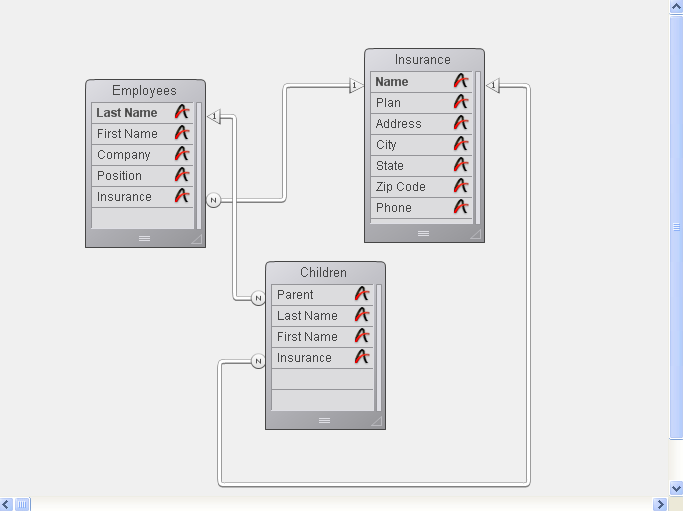 Insurance
Name
Plan
Address
City
State
Zip Code
Phone
1
1
Employees
Last Name
First Name
Company
Position
Insurance
1
N
Children
Parent
Last Name
First Name
Insurance
N
N